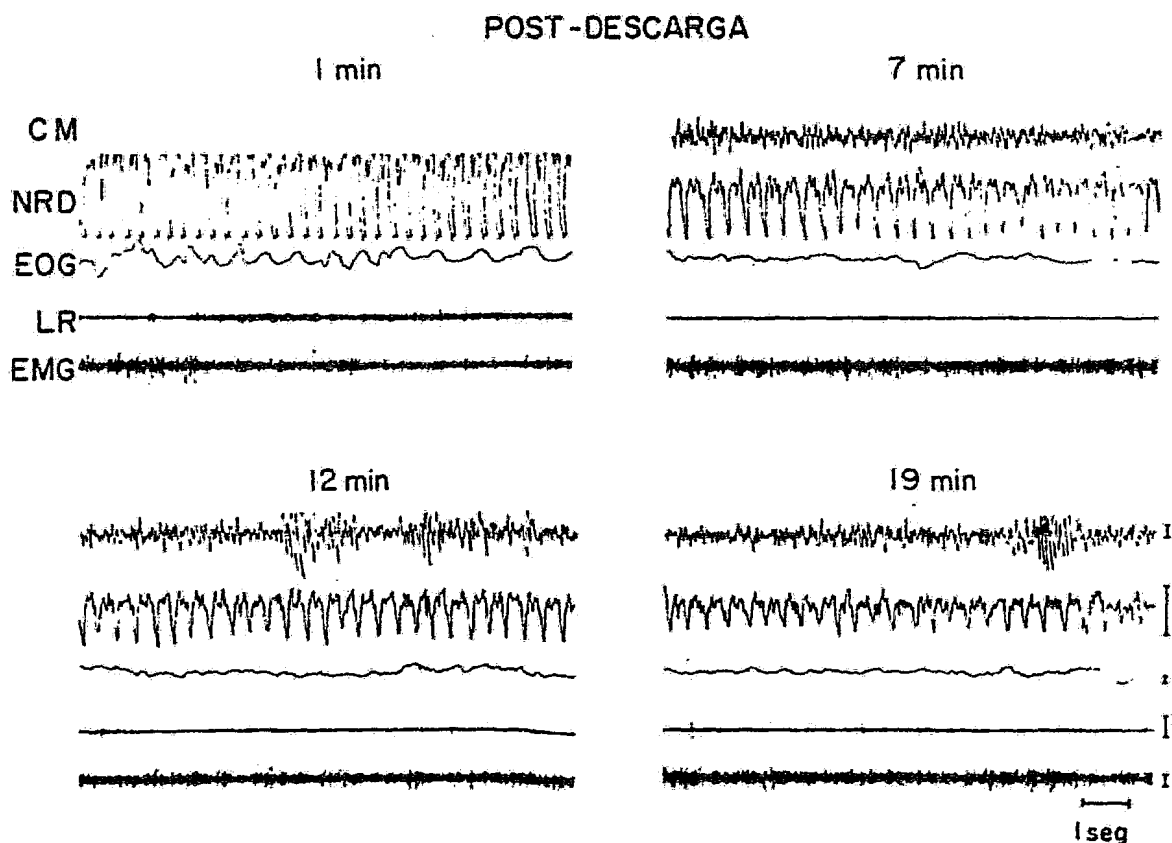 POST-DESCARGA
1 min
7 min
CM
NRD
EOG
LR
EMG
12 min
19 min
1 seg